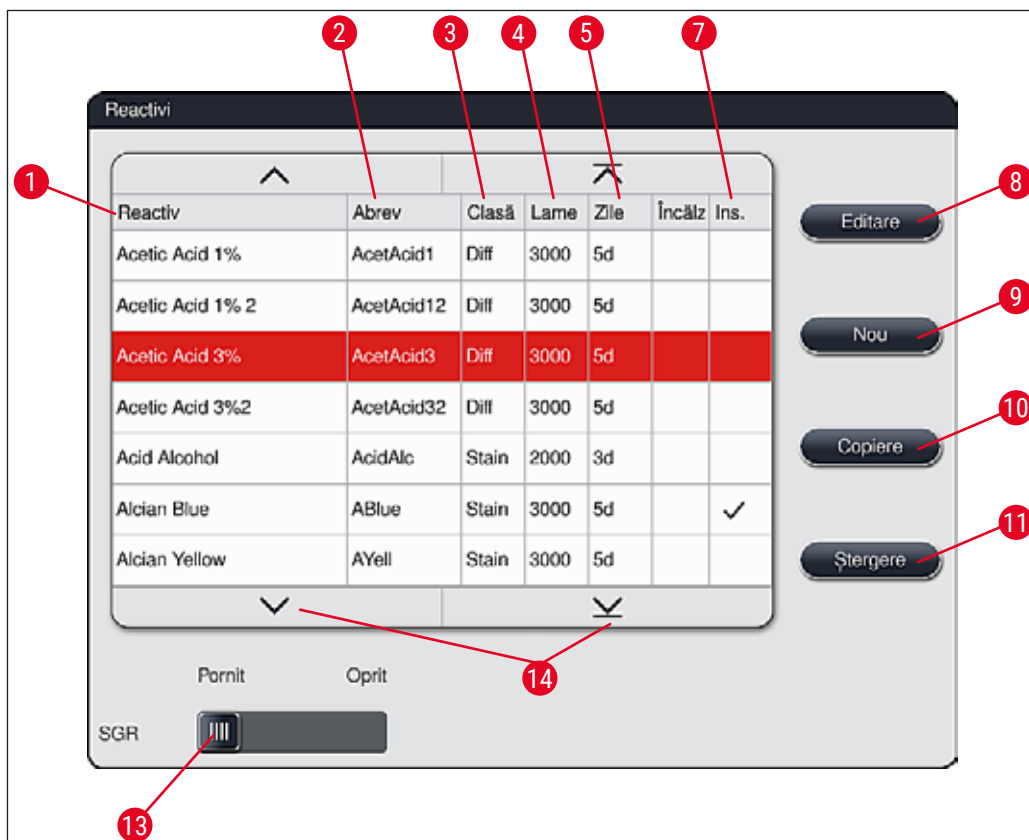 2 3 4 5 7
Reactivi
1
8
Reactiv Abrev Clasă Lame Zile Încălz Ins.
Editare
Acetic Acid 1% AcetAcid1 Diff 3000 5d
Acetic Acid 1% 2 AcetAcid12 Diff 3000 5d
9
Nou
Acetic Acid 3% AcetAcid3 Diff 3000 5d
Acetic Acid 3%2 AcetAcid32 Diff 3000 5d
10
Copiere
Acid Alcohol AcidAlc Stain 2000 3d
Alcian Blue ABlue Stain 3000 5d
11
Alcian Yellow AYell Stain 3000 5d
Ștergere
14
Pornit Oprit
SGR
13